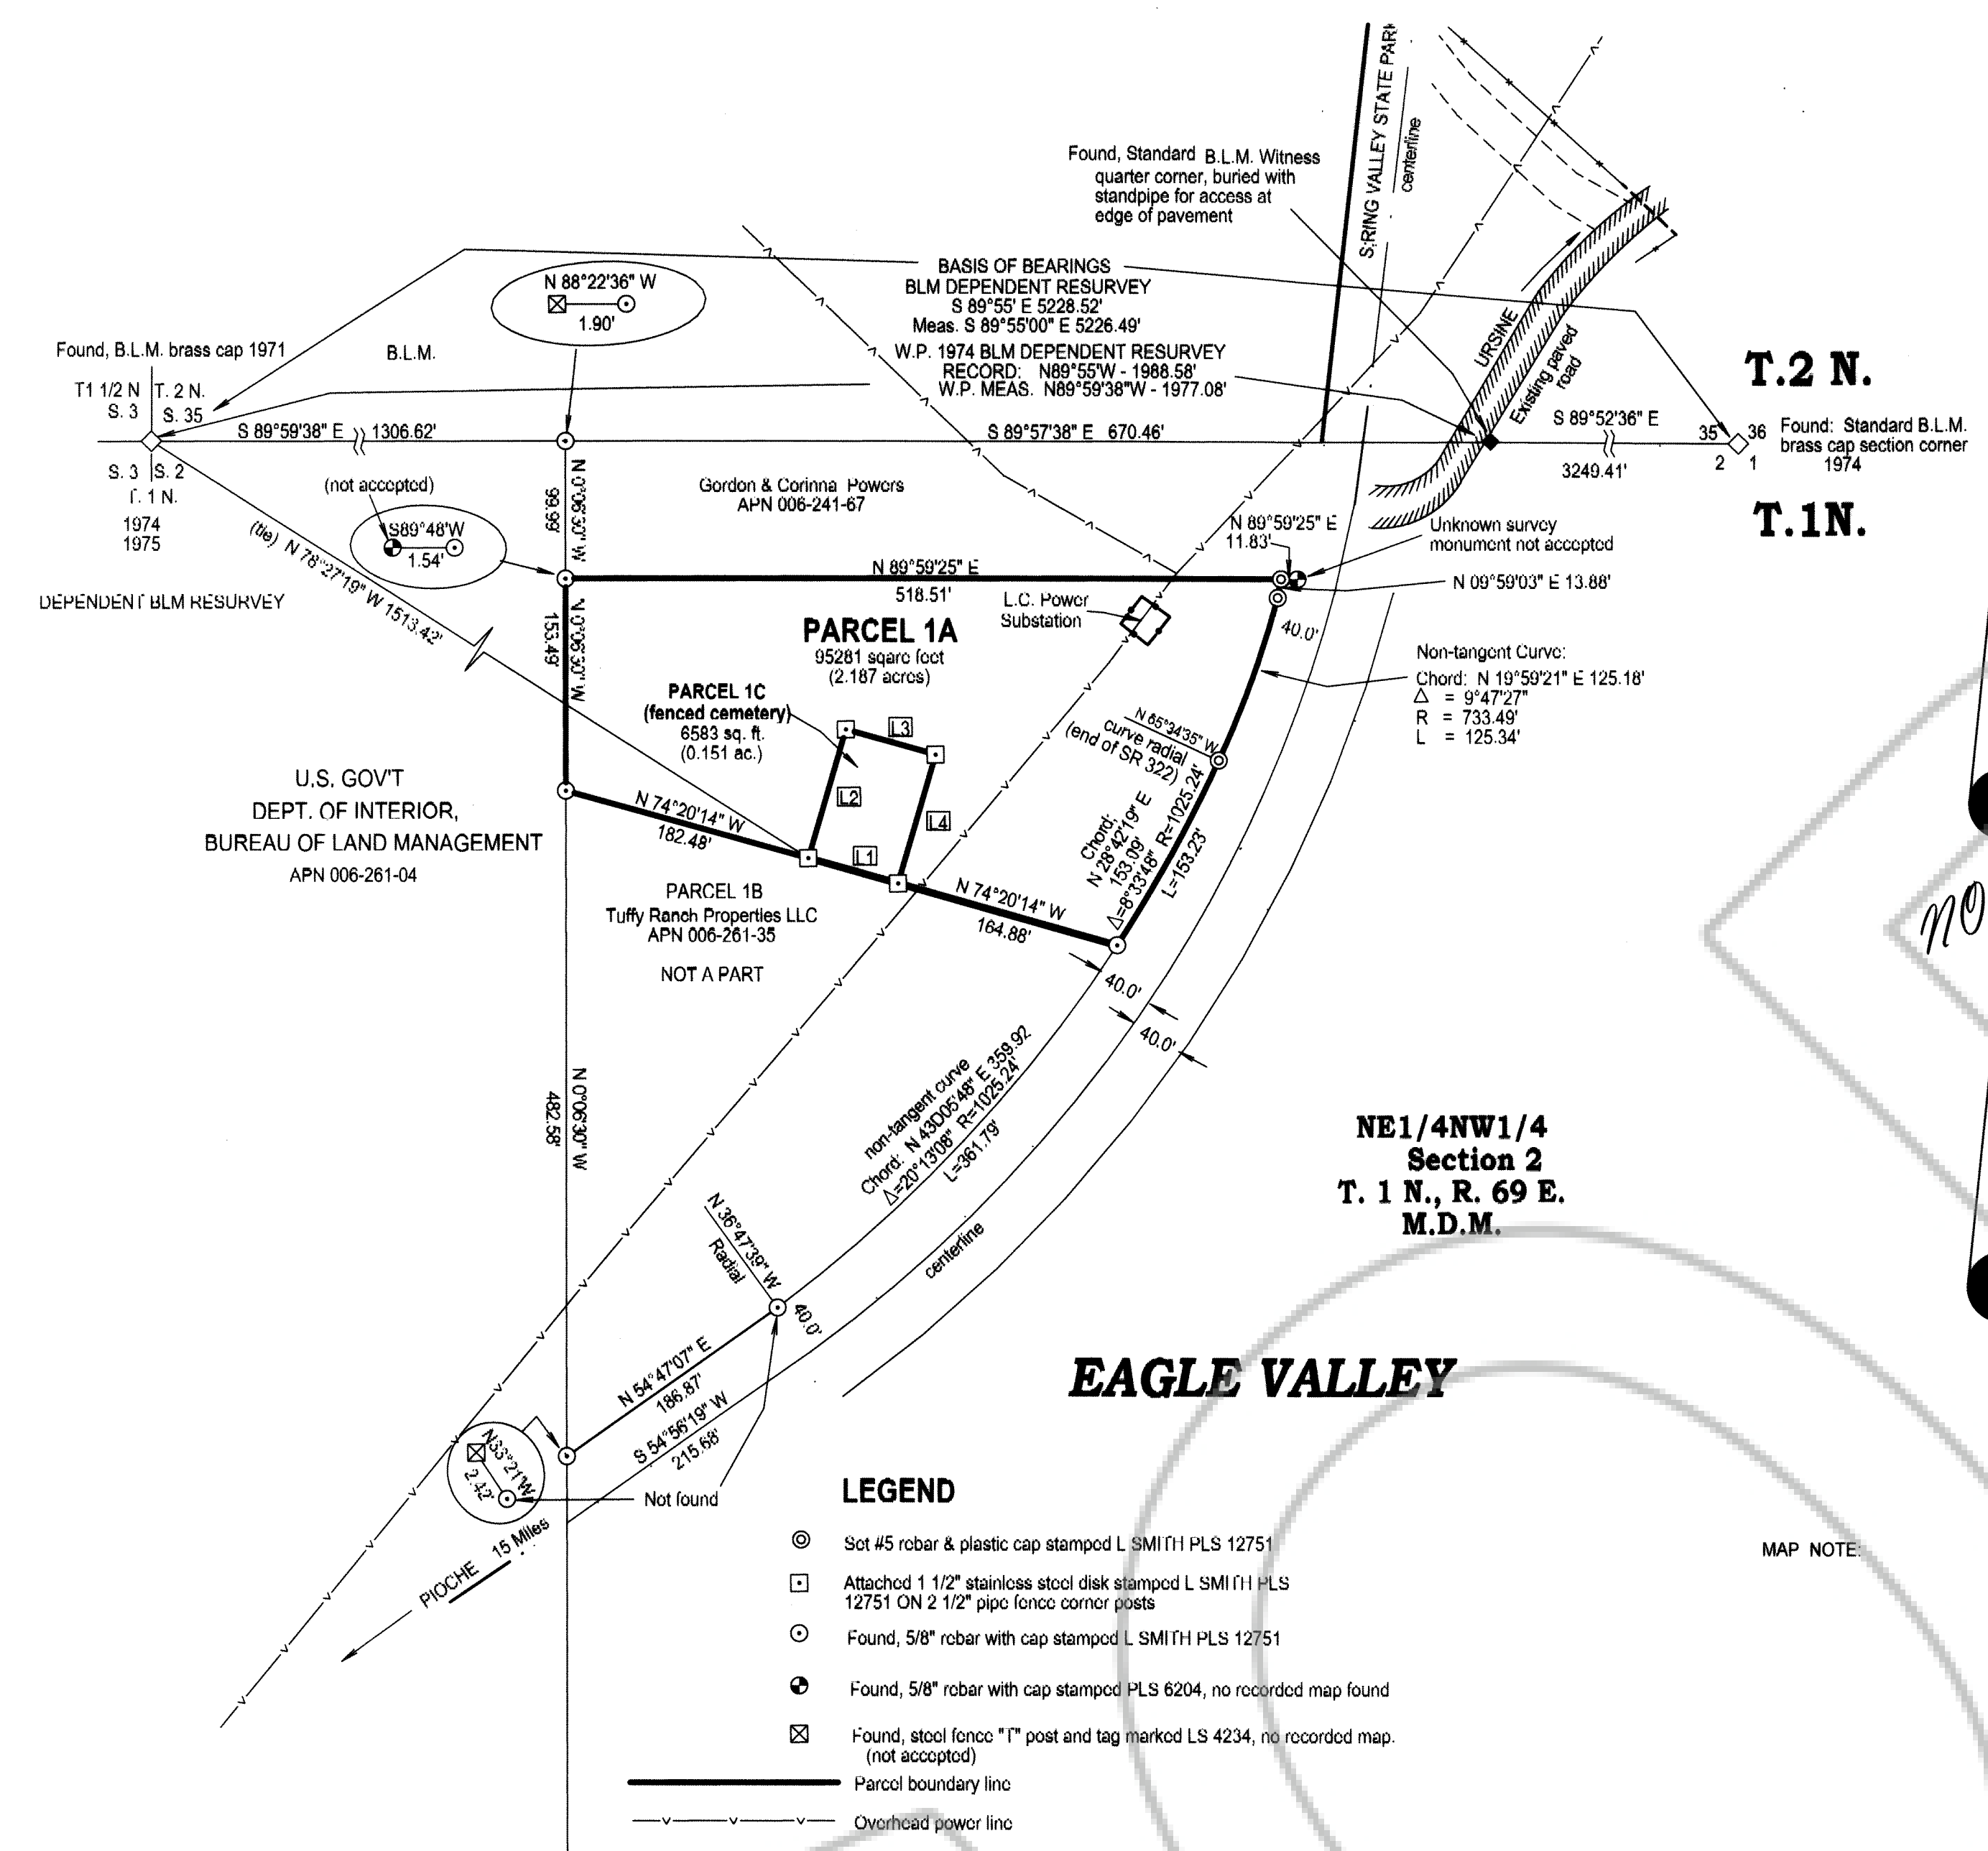 S:RING VALLEY STATE PARK
centerline
Found, Standard B.L.M. Witness
quarter corner, buried with
standpipe for access at
edge of pavement
BASIS OF BEARINGS
BLM DEPENDENT RESURVEY
S 89°55' E 5228.52'
Meas. S 89°55'00" E 5226.49'
W.P. 1974 BLM DEPENDENT RESURVEY
RECORD: N89°55'W - 1988.58'
W.P. MEAS. N89°59'38"W - 1977.08'
N 88°22'36" W
1.90'
Found, B.L.M. brass cap 1971
B.L.M.
T1 1/2 N
T. 2 N.
S. 3
S. 35
S 89°59'38" E 1306.62'
S 89°57'38" E 670.46'
URSINE
Existing paved
road
S 89°52'36" E
3249.41'
35
36
2
1
T.2 N.
Found: Standard B.L.M.
brass cap section corner
1974
T.1N.
S. 3
S. 2
T. 1 N.
1974
1975
(not accepted)
S89°48'W
1.54'
N 0°06'30" W
99.99'
Gordon & Corinna Powers
APN 006-241-67
N 89°59'25" E
11.83'
Unknown survey
monument not accepted
N 09°59'03" E 13.88'
(tie) N 78°27'19" W 1513.42'
DEPENDENT BLM RESURVEY
N 89°59'25" E
518.51'
L.C. Power
Substation
40.0'
N 0°06'30" W
153.49'
PARCEL 1A
95281 sqare feet
(2.187 acres)
Non-tangent Curve:
Chord: N 19°59'21" E 125.18'
Δ = 9°47'27"
R = 733.49'
L = 125.34'
PARCEL 1C
(fenced cemetery)
6583 sq. ft.
(0.151 ac.)
L3
L2
L4
L1
N 65°34'35" W
curve radial
(end of SR 322)
Chord;
N 28°42'19" E
153.09'
Δ=8°33'48" R=1025.24'
L=153.23'
U.S. GOV'T
DEPT. OF INTERIOR,
BUREAU OF LAND MANAGEMENT
APN 006-261-04
N 74°20'14" W
182.48'
PARCEL 1B
Tuffy Ranch Properties LLC
APN 006-261-35
NOT A PART
N 74°20'14" W
164.88'
40.0'
40.0'
NO
N 0°06'30" W
482.58'
non-tangent curve
Chord: N 43D05'48" E 359.92
Δ=20°13'08" R=1025.24'
L=361.79'
NE1/4NW1/4
Section 2
T. 1 N., R. 69 E.
M.D.M.
N 36°47'39" W
Radial
40.0'
centerline
N 54°47'07" E
186.87'
S 54°56'19" W
215.68'
EAGLE VALLEY
N33°21'W
2.42'
Not found
PIOCHE 15 Miles
LEGEND
Set #5 rebar & plastic cap stamped L SMITH PLS 12751
Attached 1 1/2" stainless steel disk stamped L SMITH PLS
12751 ON 2 1/2" pipe fence corner posts
Found, 5/8" rebar with cap stamped L SMITH PLS 12751
Found, 5/8" rebar with cap stamped PLS 6204, no recorded map found
Found, steel fence "T" post and tag marked LS 4234, no recorded map.
(not accepted)
Parcel boundary line
Overhead power line
MAP NOTE: